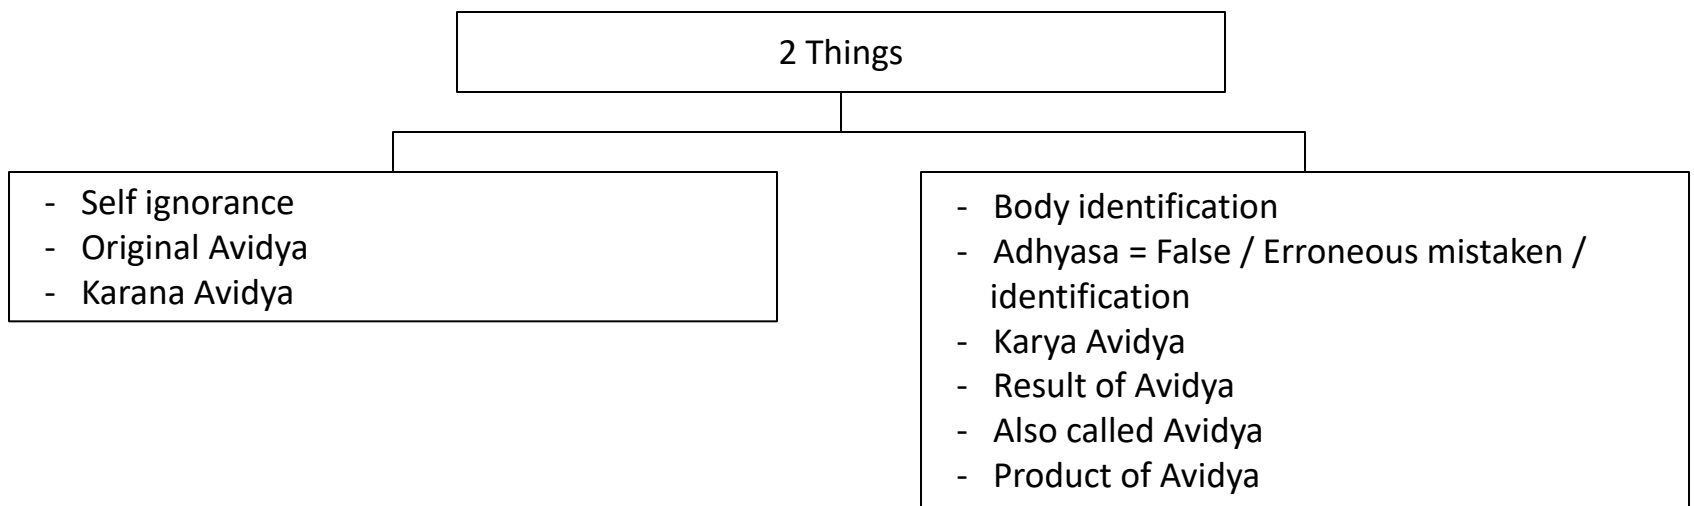 2 Things
- Self ignorance
- Original Avidya
- Karana Avidya
- Body identification
- Adhyasa = False / Erroneous mistaken /
identification
- Karya Avidya
- Result of Avidya
- Also called Avidya
- Product of Avidya